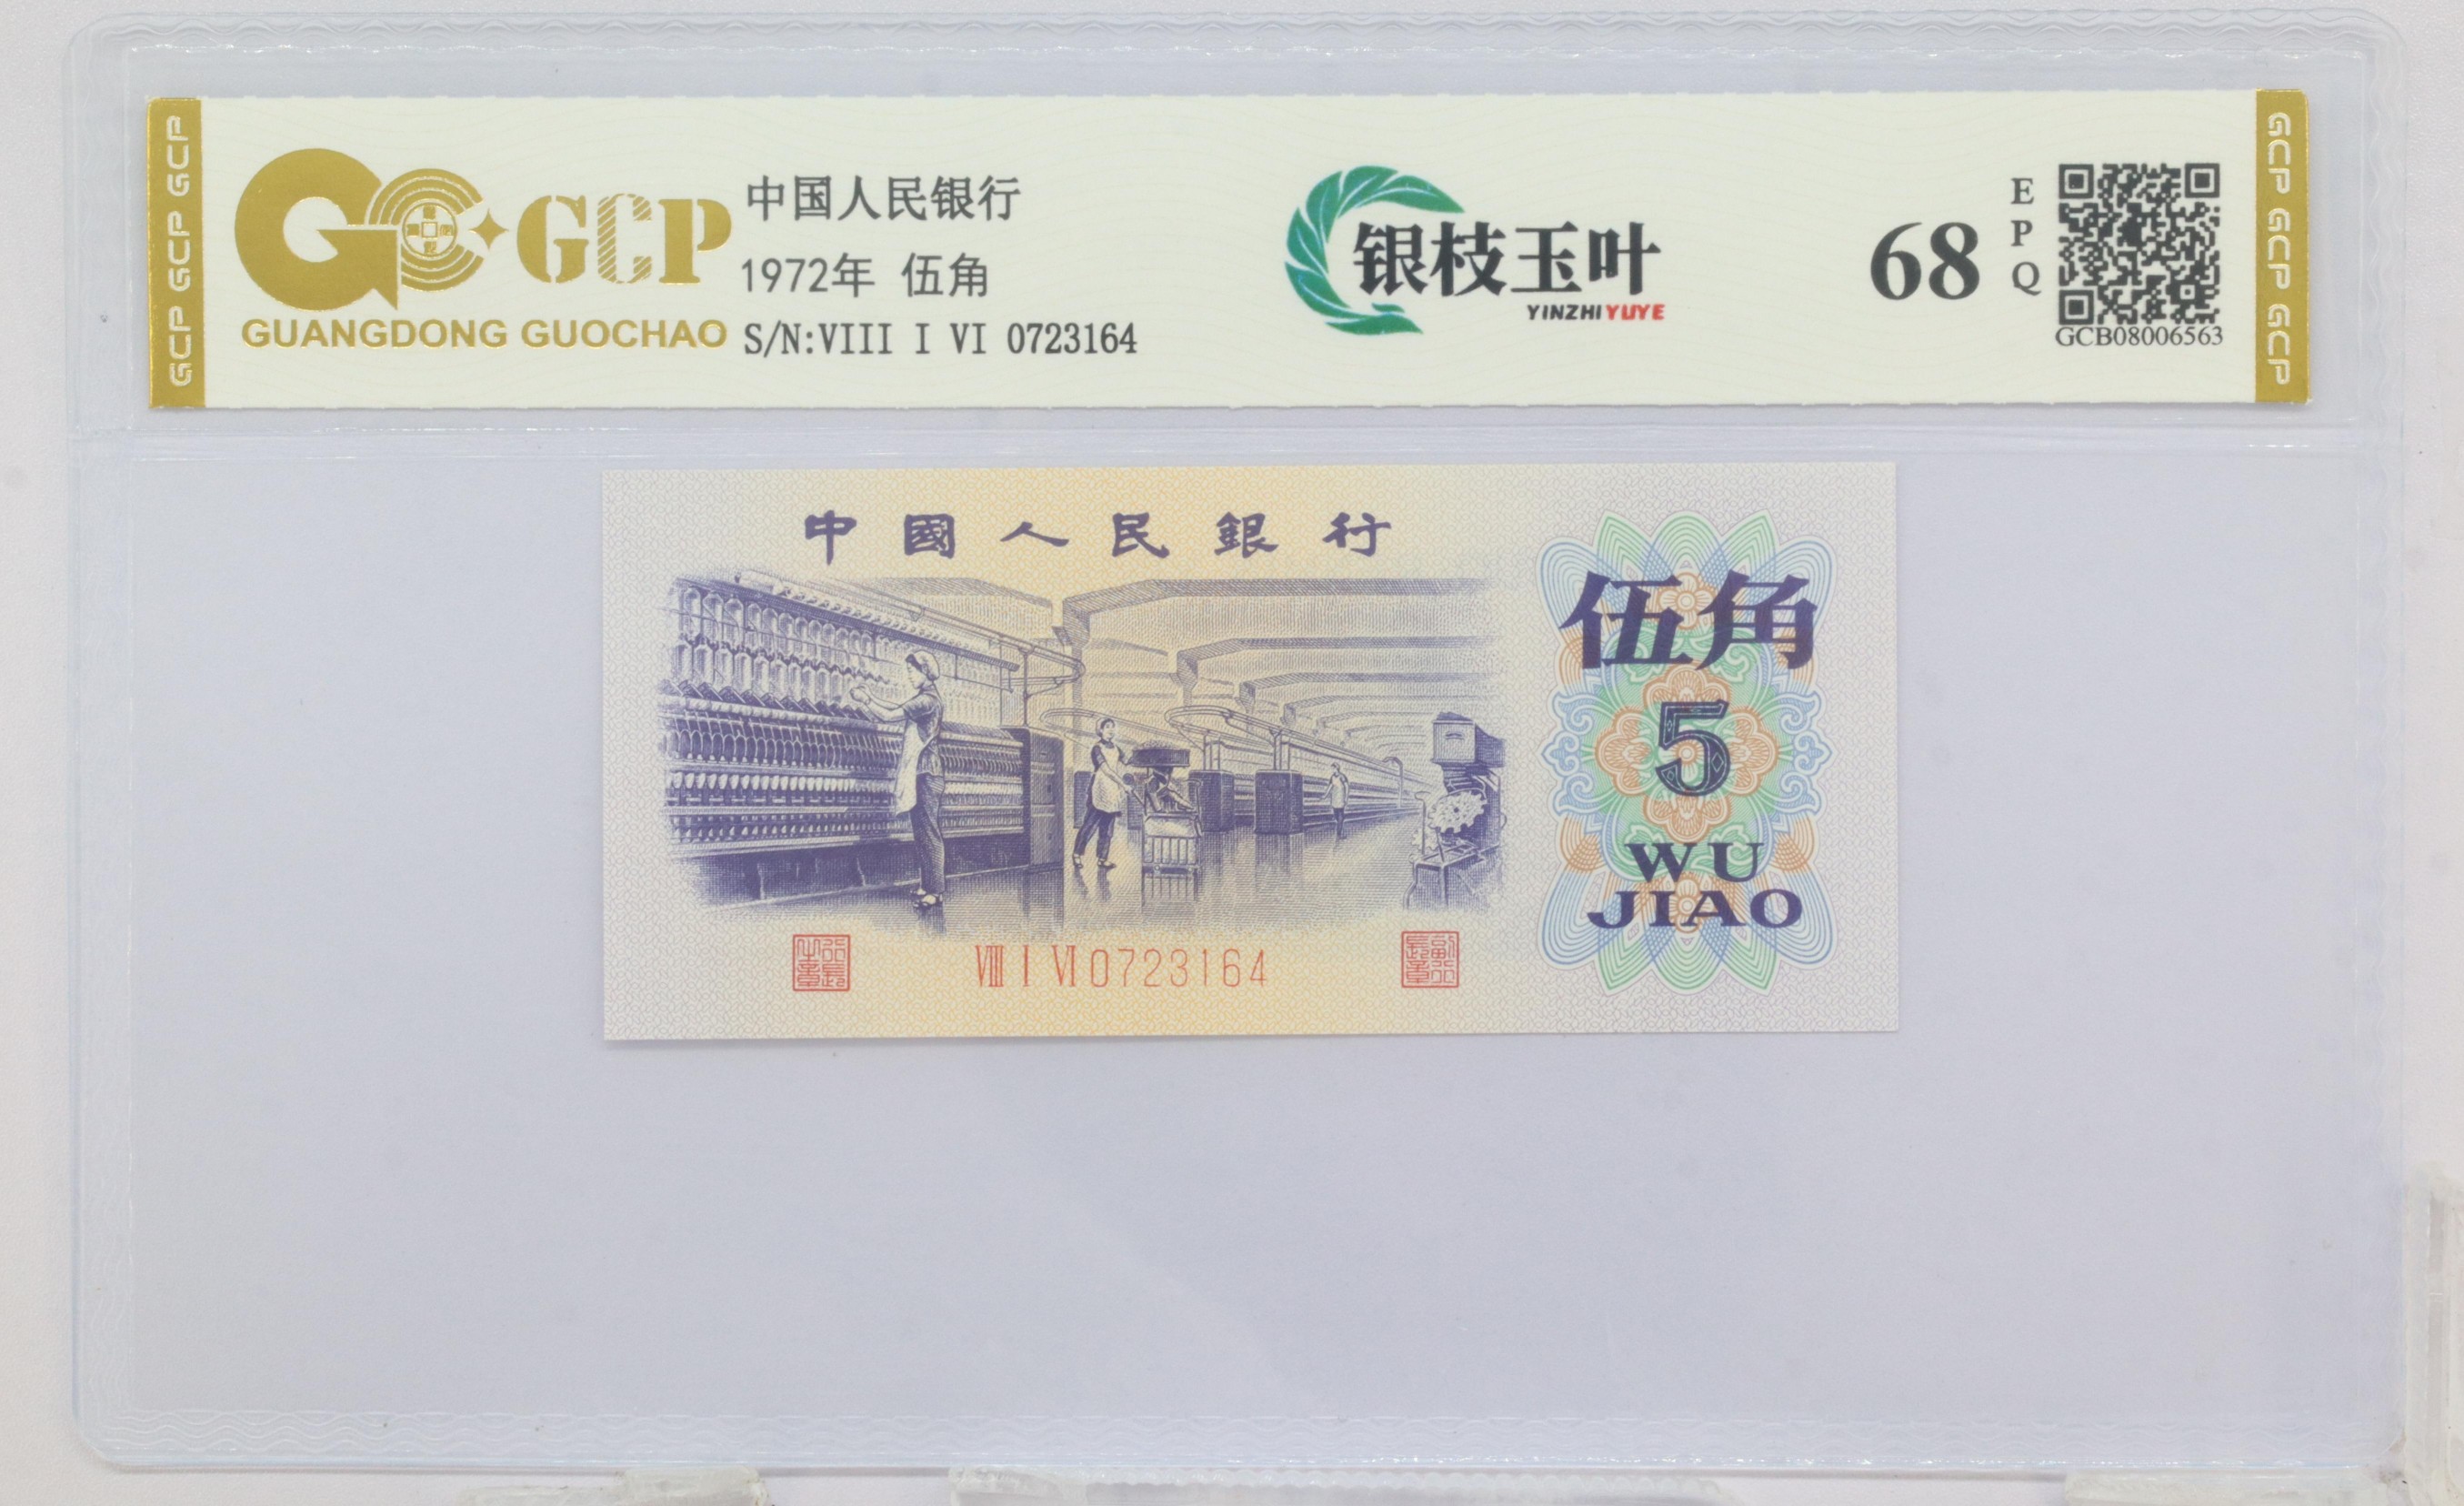 GCP GCP GCP
GCP
GUANGDONG GUOCHAO
中国人民银行
1972年 伍角
S/N:VIII I VI 0723164
银枝玉叶
YINZHIYUYE
68
EPQ
GCB08006563
GCP GCP GCP
中國人民銀行
伍角
5
WU
JIAO
VIII I VI 0723164